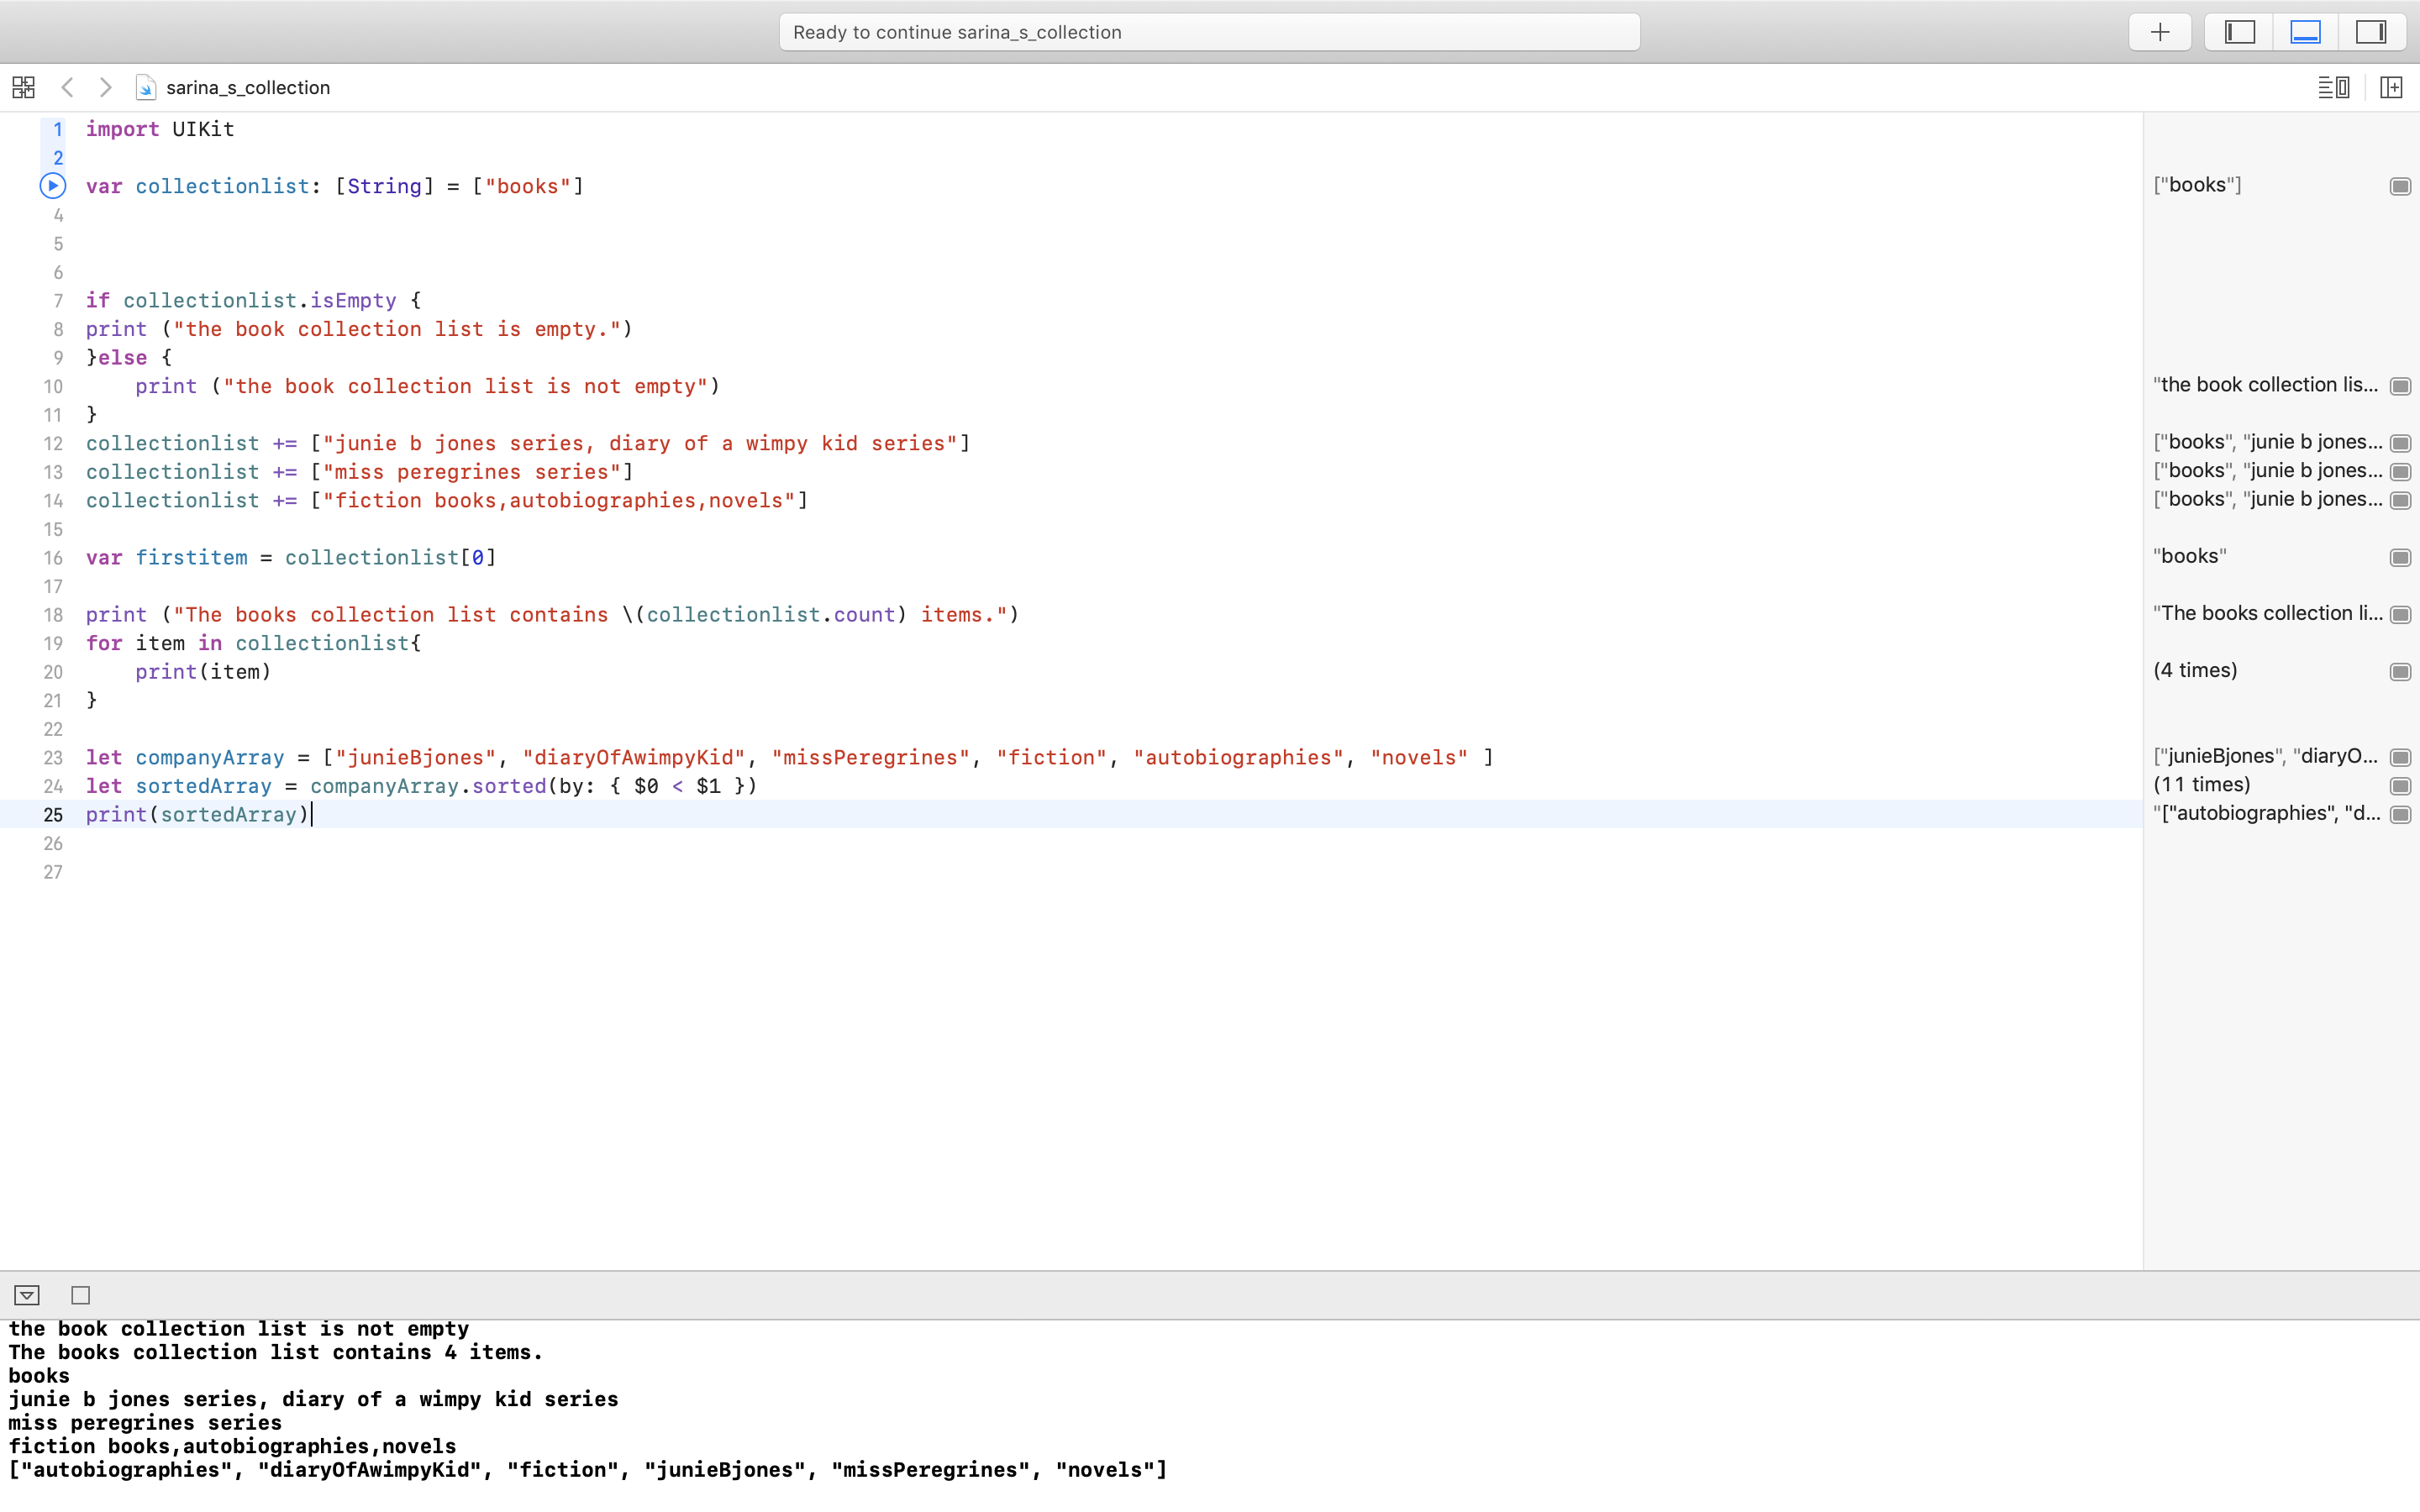 Ready to continue sarina_s_collection
sarina_s_collection
1 import UIKit
2
var collectionlist: [String] = ["books"] ["books"]
4
5
6
7 if collectionlist.isEmpty {
8 print ("the book collection list is empty.")
9 }else {
10 print ("the book collection list is not empty") "the book collection lis...
11 }
12 collectionlist += ["junie b jones series, diary of a wimpy kid series"] ["books", "junie b jones...
13 collectionlist += ["miss peregrines series"] ["books", "junie b jones...
14 collectionlist += ["fiction books,autobiographies,novels"] ["books", "junie b jones...
15
16 var firstitem = collectionlist[0] "books"
17
18 print ("The books collection list contains \(collectionlist.count) items.") "The books collection li...
19 for item in collectionlist{
20 print(item) (4 times)
21 }
22
23 let companyArray = ["junieBjones", "diaryOfAwimpyKid", "missPeregrines", "fiction", "autobiographies", "novels" ] ["junieBjones", "diaryO...
24 let sortedArray = companyArray.sorted(by: { $0 < $1 }) (11 times)
25 print(sortedArray) "["autobiographies", "d...
26
27
the book collection list is not empty
The books collection list contains 4 items.
books
junie b jones series, diary of a wimpy kid series
miss peregrines series
fiction books,autobiographies,novels
["autobiographies", "diaryOfAwimpyKid", "fiction", "junieBjones", "missPeregrines", "novels"]